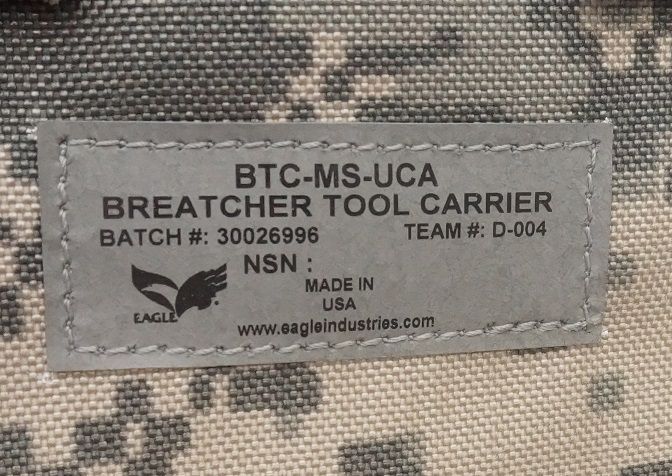 BTC-MS-UCA
BREATCHER TOOL CARRIER
BATCH #: 30026996 TEAM #: D-004
NSN :
MADE IN
USA
EAGLE
www.eagleindustries.com